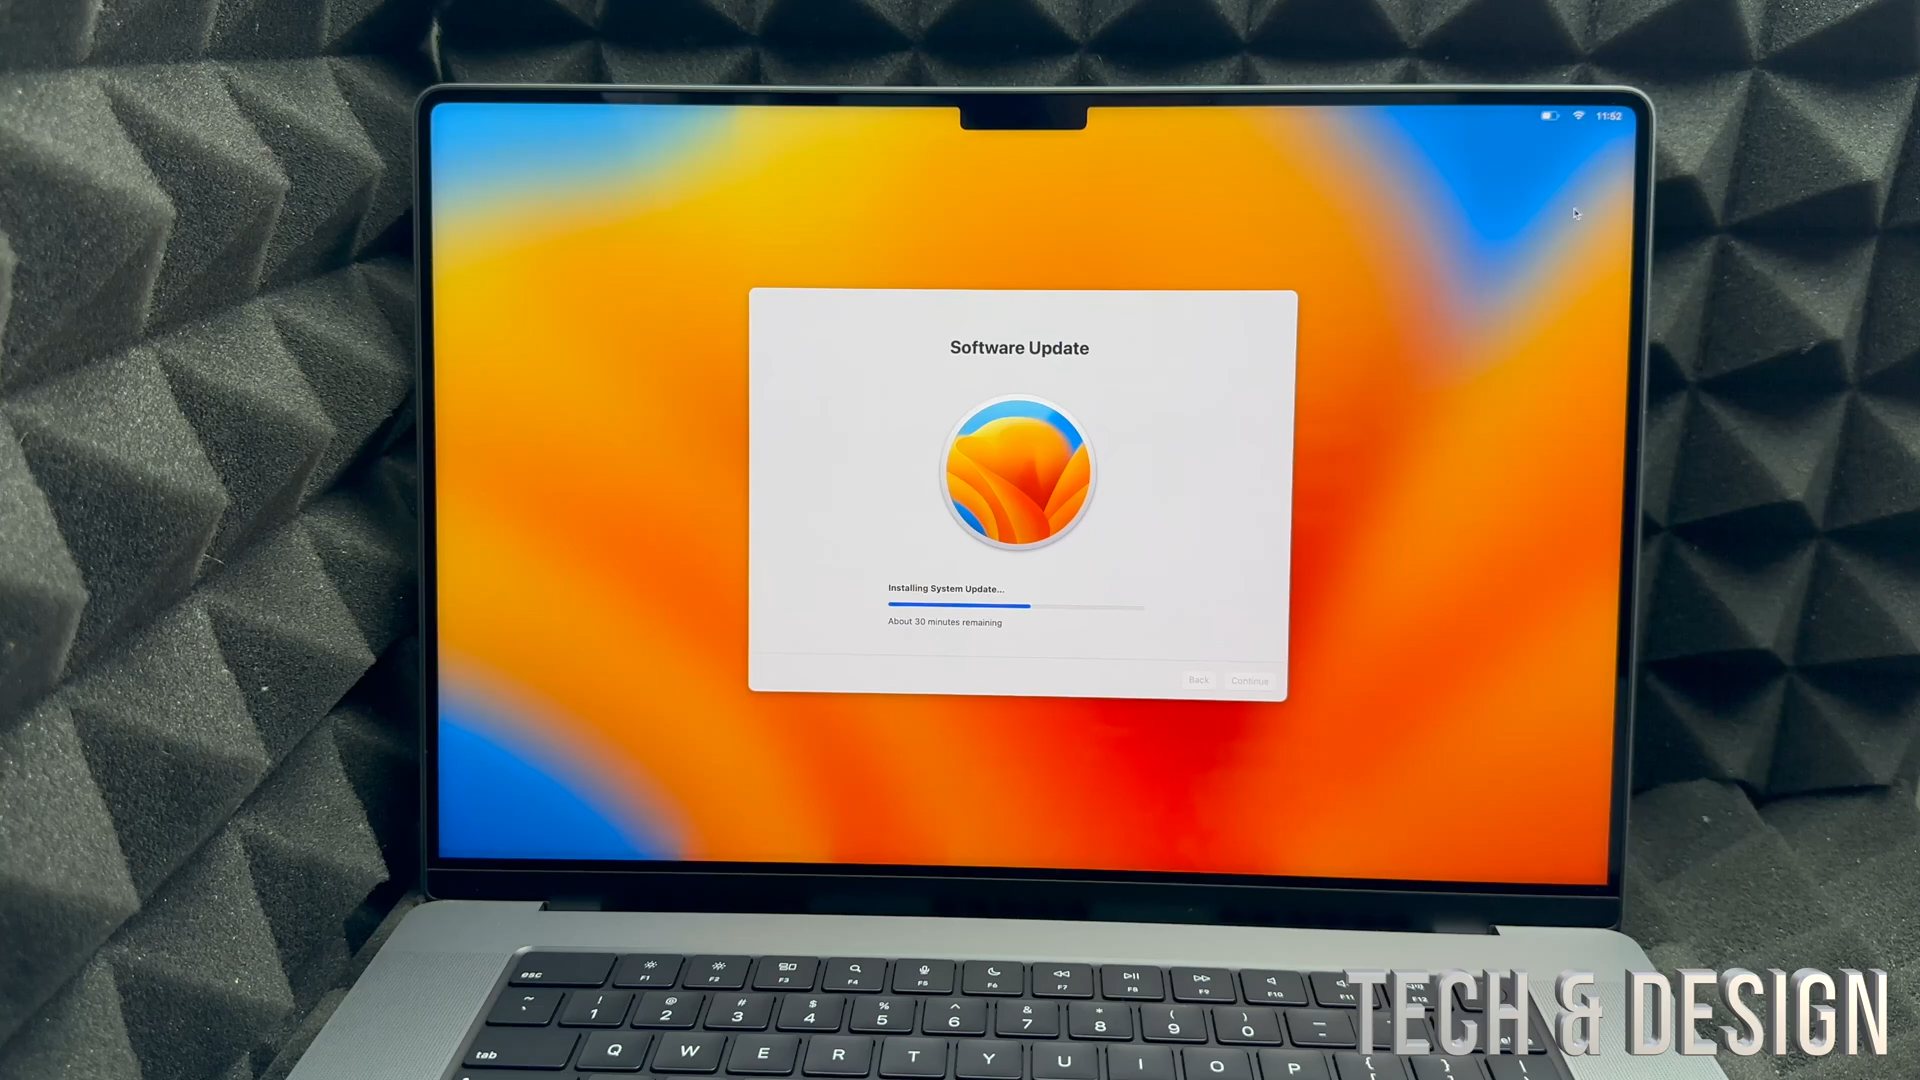 11:52
Software Update
Installing System Update...
About 30 minutes remaining
Back Continue
esc F1 F2 F3 F4 F5 F6 F7 F8 F9 F10 F11 F12
~ ! @ # $ % ^ & * ( ) _
` 1 2 3 4 5 6 7 8 9 0 -
tab Q W E R T Y U I O P { }
TECH & DESIGN